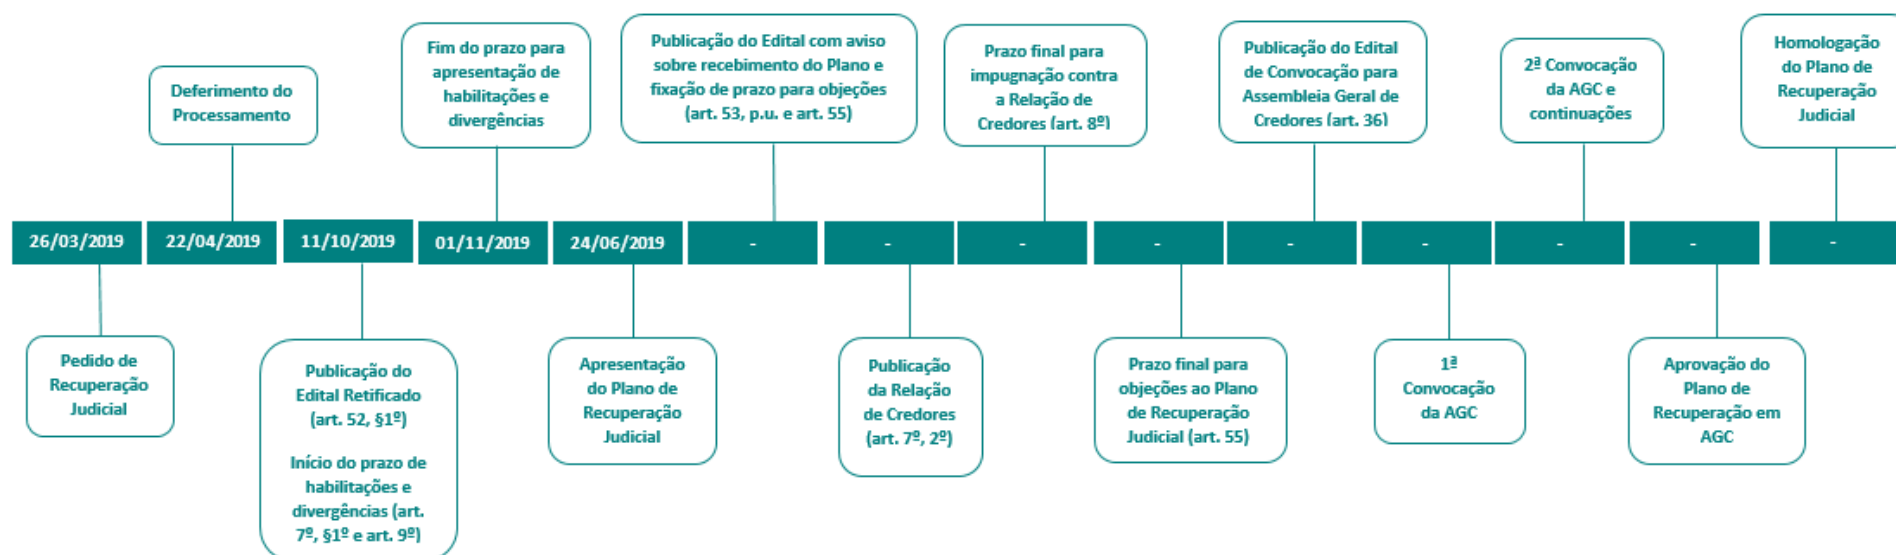 Deferimento do
Processamento
Fim do prazo para
apresentação de
habilitações e
divergências
Publicação do Edital com aviso
sobre recebimento do Plano e
fixação de prazo para objeções
(art. 53, p.u. e art. 55)
Prazo final para
impugnação contra
a Relação de
Credores (art. 8º)
Publicação do Edital
de Convocação para
Assembleia Geral de
Credores (art. 36)
2ª Convocação
da AGC e
continuações
Homologação
do Plano de
Recuperação
Judicial
26/03/2019
22/04/2019
11/10/2019
01/11/2019
24/06/2019
-
-
-
-
-
-
-
-
-
Pedido de
Recuperação
Judicial
Publicação do
Edital Retificado
(art. 52, §1º)
Início do prazo de
habilitações e
divergências (art.
7º, §1º e art. 9º)
Apresentação
do Plano de
Recuperação
Judicial
Publicação
da Relação
de Credores
(art. 7º, 2º)
Prazo final para
objeções ao Plano
de Recuperação
Judicial (art. 55)
1ª
Convocação
da AGC
Aprovação do
Plano de
Recuperação em
AGC